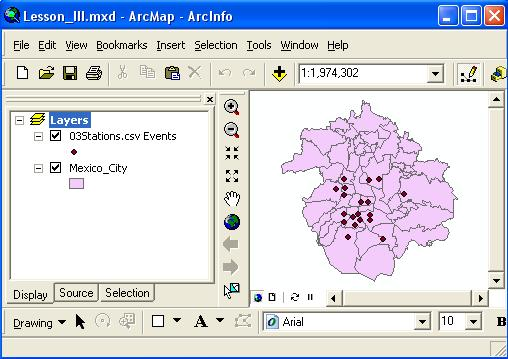 Lesson_III.mxd - ArcMap - ArcInfo
File Edit View Bookmarks Insert Selection Tools Window Help
1:1,974,302
Layers
03Stations.csv Events
Mexico_City
Display Source Selection
Drawing A Arial 10 B